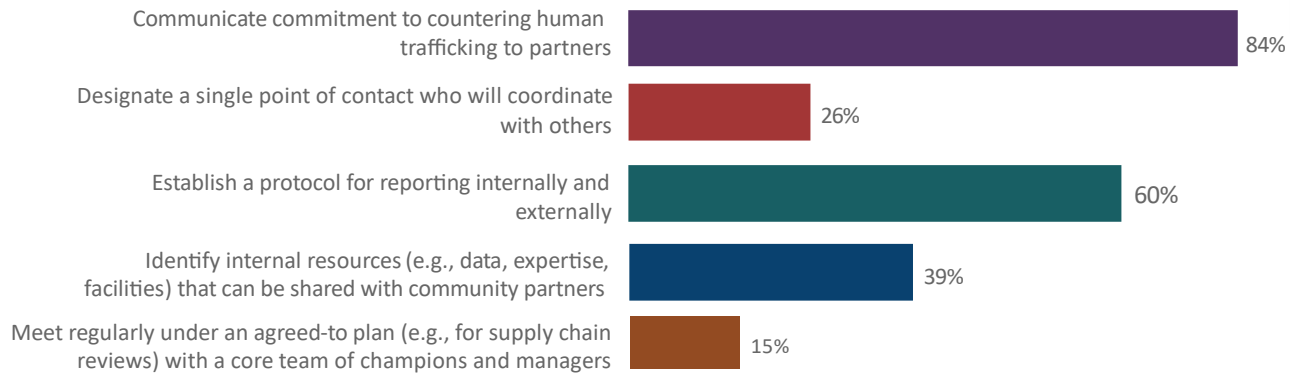 Communicate commitment to countering human
trafficking to partners
84%
Designate a single point of contact who will coordinate
with others
26%
Establish a protocol for reporting internally and
externally
60%
Identify internal resources (e.g., data, expertise,
facilities) that can be shared with community partners
39%
Meet regularly under an agreed-to plan (e.g., for supply chain
reviews) with a core team of champions and managers
15%